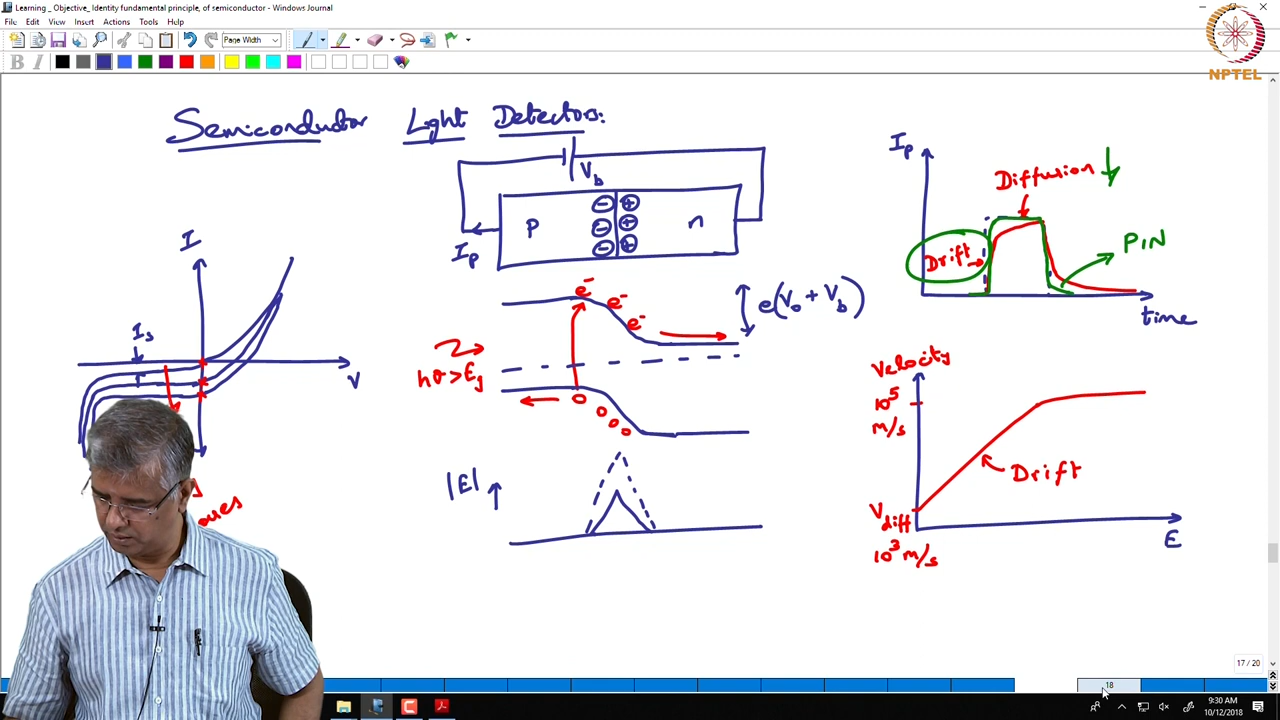 Learning _ Objective_ Identity fundamental principle, of semiconductor - Windows Journal
File Edit View Insert Actions Tools Help
Page Width
B I
NPTEL
Semiconductor Light Detectors:
Vb
p
n
Ip
I
Is
V
e-
e-
e-
e(Vo + Vb)
hν > Eg
|E| ↑
Ip
Diffusion ↓
Drift
PIN
time
Velocity
10^5
m/s
Drift
Vdiff
10^3 m/s
E
17 / 20
18
9:30 AM
10/12/2018